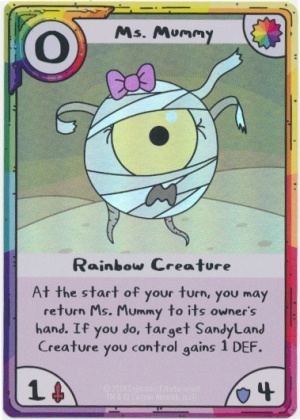 0
Ms. Mummy
Rainbow Creature
At the start of your turn, you may
return Ms. Mummy to its owner's
hand. If you do, target SandyLand
Creature you control gains 1 DEF.
1
4